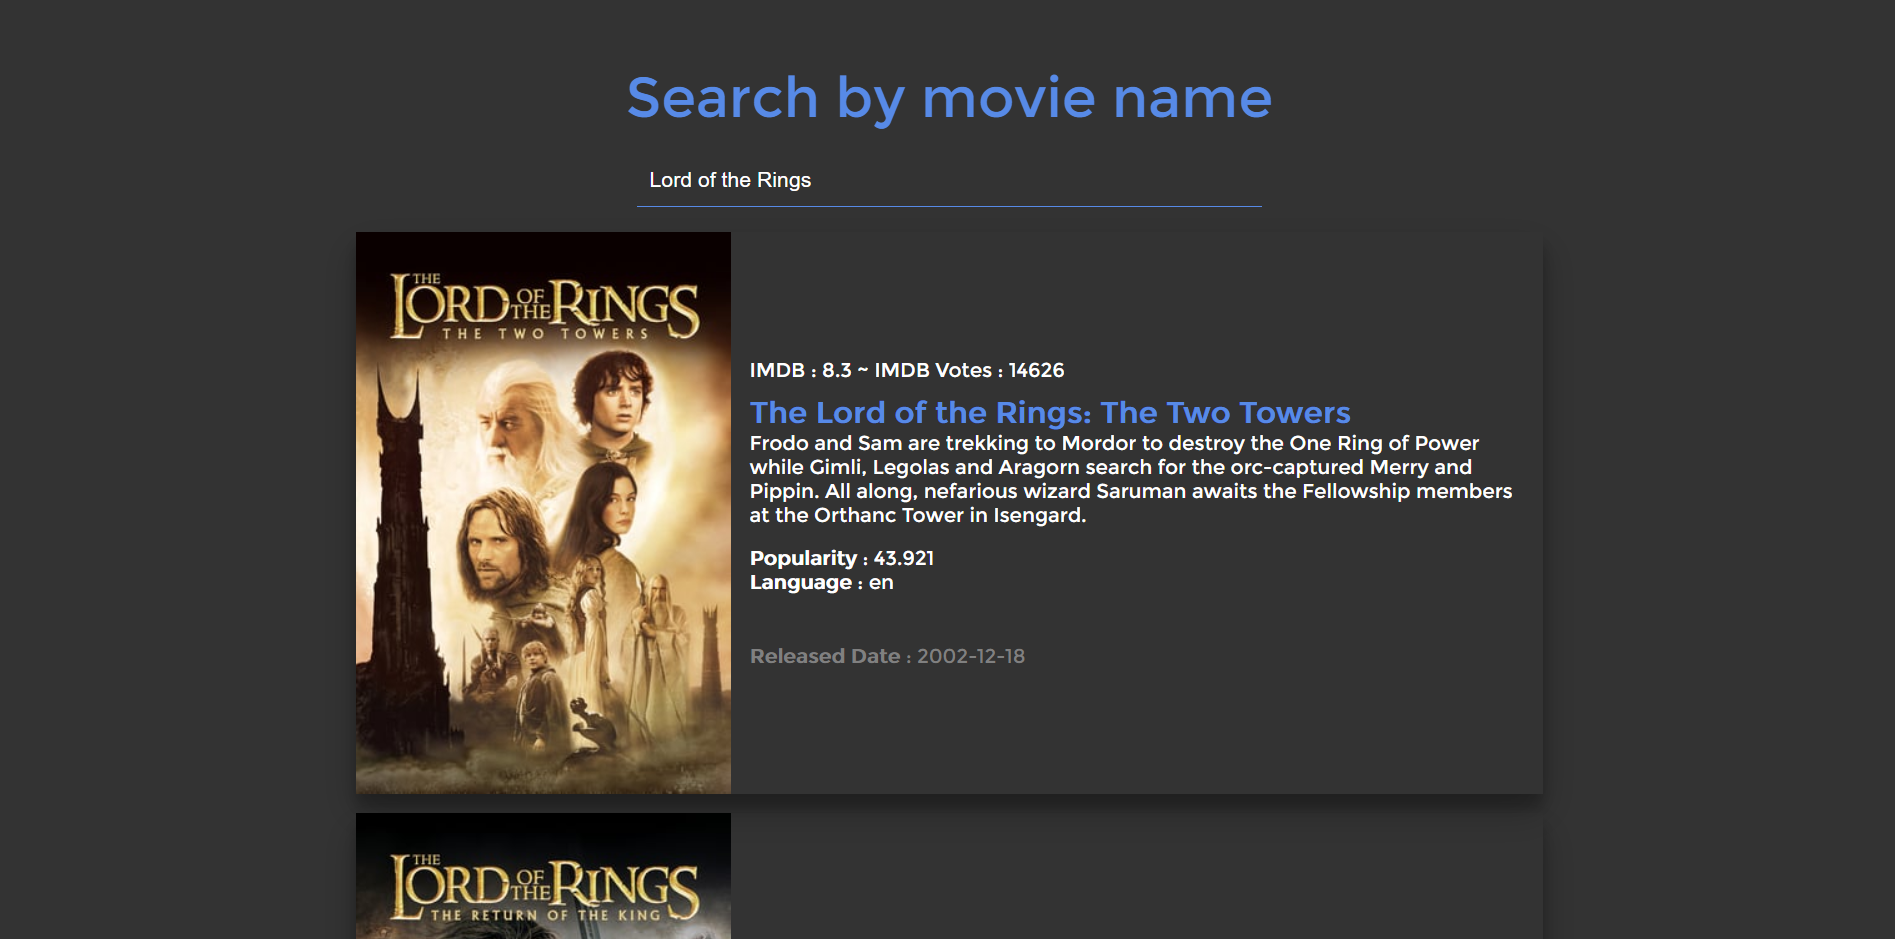 Search by movie name
Lord of the Rings
THE
LORD OF THE RINGS
THE TWO TOWERS
IMDB : 8.3 ~ IMDB Votes : 14626
The Lord of the Rings: The Two Towers
Frodo and Sam are trekking to Mordor to destroy the One Ring of Power
while Gimli, Legolas and Aragorn search for the orc-captured Merry and
Pippin. All along, nefarious wizard Saruman awaits the Fellowship members
at the Orthanc Tower in Isengard.
Popularity : 43.921
Language : en
Released Date : 2002-12-18
THE
LORD OF THE RINGS
THE RETURN OF THE KING